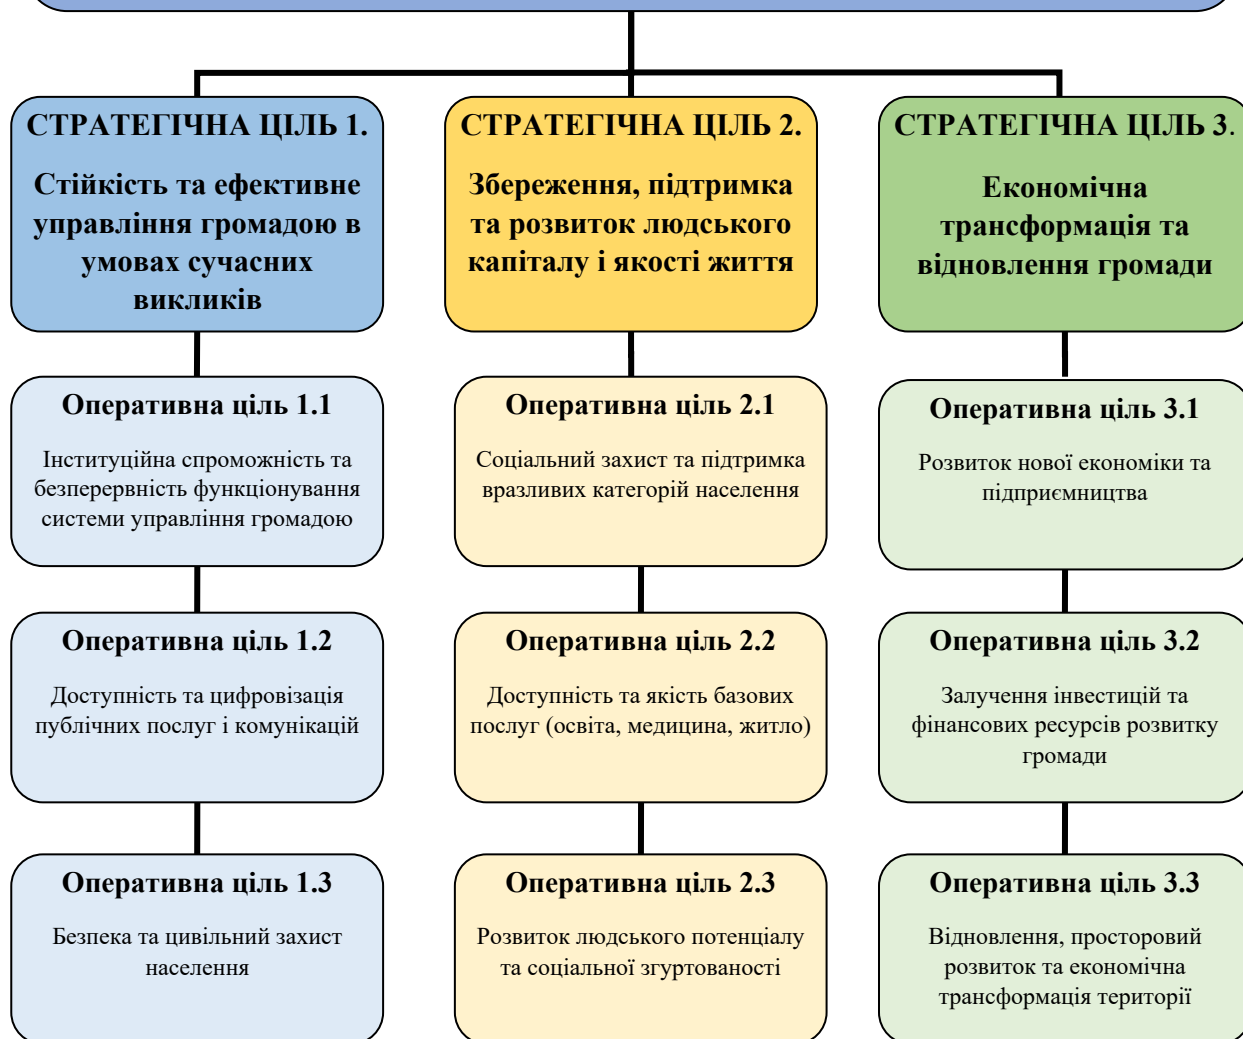 СТРАТЕГІЧНА ЦІЛЬ 1.
Стійкість та ефективне
управління громадою в
умовах сучасних
викликів
СТРАТЕГІЧНА ЦІЛЬ 2.
Збереження, підтримка
та розвиток людського
капіталу і якості життя
СТРАТЕГІЧНА ЦІЛЬ 3.
Економічна
трансформація та
відновлення громади
Оперативна ціль 1.1
Інституційна спроможність та
безперервність функціонування
системи управління громадою
Оперативна ціль 2.1
Соціальний захист та підтримка
вразливих категорій населення
Оперативна ціль 3.1
Розвиток нової економіки та
підприємництва
Оперативна ціль 1.2
Доступність та цифровізація
публічних послуг і комунікацій
Оперативна ціль 2.2
Доступність та якість базових
послуг (освіта, медицина, житло)
Оперативна ціль 3.2
Залучення інвестицій та
фінансових ресурсів розвитку
громади
Оперативна ціль 1.3
Безпека та цивільний захист
населення
Оперативна ціль 2.3
Розвиток людського потенціалу
та соціальної згуртованості
Оперативна ціль 3.3
Відновлення, просторовий
розвиток та економічна
трансформація території